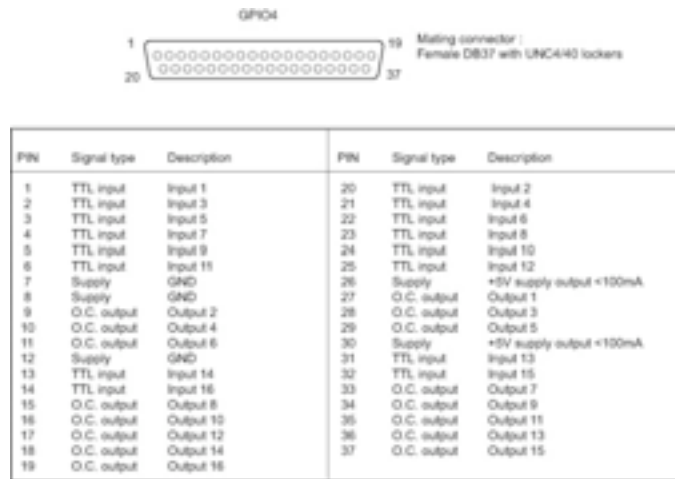 GPIO4
1
19
Mating connector :
Female DB37 with UNC4/40 lockers
20
37
PIN Signal type Description PIN Signal type Description
1 TTL input Input 1 20 TTL input Input 2
2 TTL input Input 3 21 TTL input Input 4
3 TTL input Input 5 22 TTL input Input 6
4 TTL input Input 7 23 TTL input Input 8
5 TTL input Input 9 24 TTL input Input 10
6 TTL input Input 11 25 TTL input Input 12
7 Supply GND 26 Supply +5V supply output <100mA
8 Supply GND 27 O.C. output Output 1
9 O.C. output Output 2 28 O.C. output Output 3
10 O.C. output Output 4 29 O.C. output Output 5
11 O.C. output Output 6 30 Supply +5V supply output <100mA
12 Supply GND 31 TTL input Input 13
13 TTL input Input 14 32 TTL input Input 15
14 TTL input Input 16 33 O.C. output Output 7
15 O.C. output Output 8 34 O.C. output Output 9
16 O.C. output Output 10 35 O.C. output Output 11
17 O.C. output Output 12 36 O.C. output Output 13
18 O.C. output Output 14 37 O.C. output Output 15
19 O.C. output Output 16